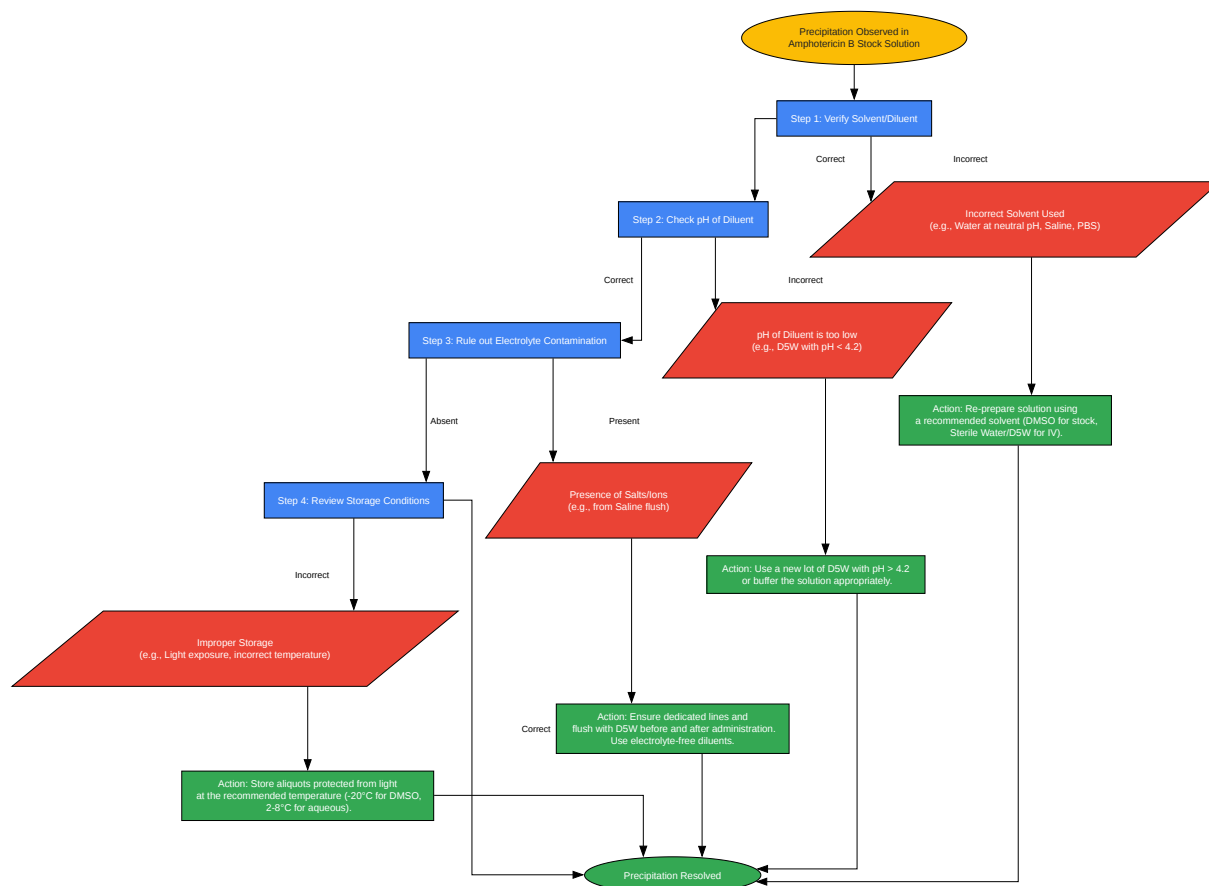 Precipitation Observed in
Amphotericin B Stock Solution
Step 1: Verify Solvent/Diluent
Correct
Incorrect
Step 2: Check pH of Diluent
Incorrect Solvent Used
(e.g., Water at neutral pH, Saline, PBS)
Correct
Incorrect
Step 3: Rule out Electrolyte Contamination
pH of Diluent is too low
(e.g., D5W with pH < 4.2)
Absent
Present
Action: Re-prepare solution using
a recommended solvent (DMSO for stock,
Sterile Water/D5W for IV).
Step 4: Review Storage Conditions
Presence of Salts/Ions
(e.g., from Saline flush)
Incorrect
Action: Use a new lot of D5W with pH > 4.2
or buffer the solution appropriately.
Improper Storage
(e.g., Light exposure, incorrect temperature)
Correct
Action: Ensure dedicated lines and
flush with D5W before and after administration.
Use electrolyte-free diluents.
Action: Store aliquots protected from light
at the recommended temperature (-20°C for DMSO,
2-8°C for aqueous).
Precipitation Resolved